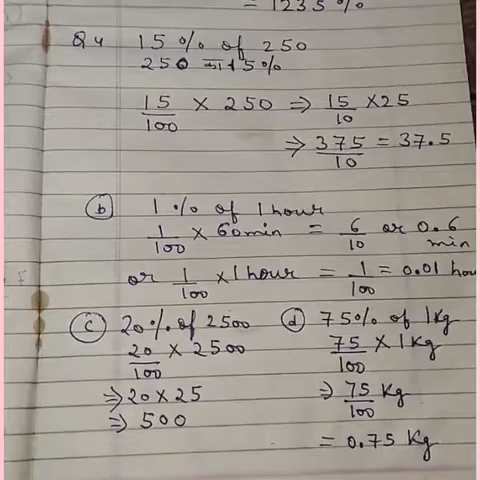 = 1235 %
Q 4 15 % of 250
250 का 15 %
15/100 × 250 ⇒ 15/10 × 25
⇒ 375/10 = 37.5
(b) 1 % of 1 hour
1/100 × 60 min = 6/10 or 0.6 min
or 1/100 × 1 hour = 1/100 = 0.01 hou
(c) 20% of 2500 (d) 75% of 1 Kg
20/100 × 2500 75/100 × 1 Kg
⇒ 20 × 25 ⇒ 75/100 Kg
⇒ 500
= 0.75 Kg